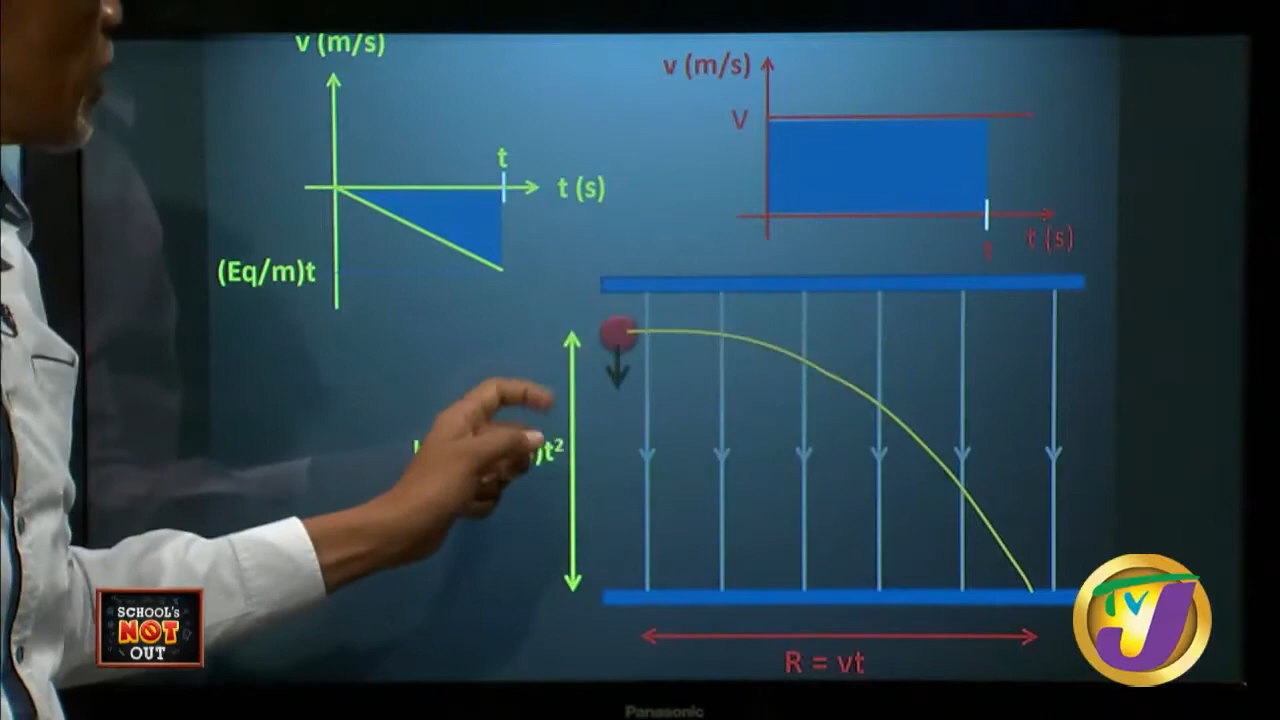 v (m/s)
t
t (s)
(Eq/m)t
v (m/s)
V
t
t (s)
)t²
R = vt
SCHOOL's
NOT
OUT
TVJ
Panasonic